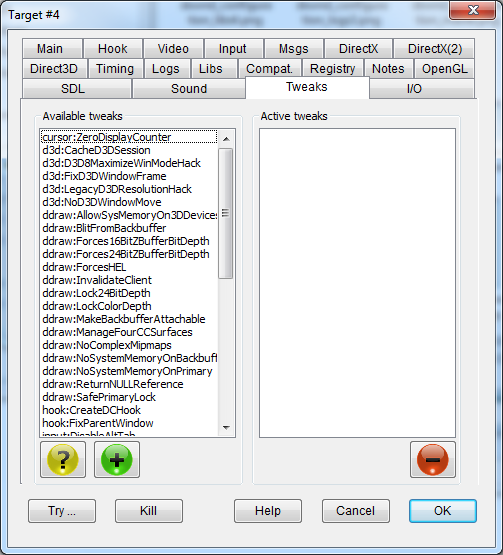 Target #4
Main Hook Video Input Msgs DirectX DirectX(2)
Direct3D Timing Logs Libs Compat. Registry Notes OpenGL
SDL Sound Tweaks I/O
Available tweaks
cursor:ZeroDisplayCounter
d3d:CacheD3DSession
d3d:D3D8MaximizeWinModeHack
d3d:FixD3DWindowFrame
d3d:LegacyD3DResolutionHack
d3d:NoD3DWindowMove
ddraw:AllowSysMemoryOn3DDevices
ddraw:BlitFromBackbuffer
ddraw:Forces16BitZBufferBitDepth
ddraw:Forces24BitZBufferBitDepth
ddraw:ForcesHEL
ddraw:InvalidateClient
ddraw:Lock24BitDepth
ddraw:LockColorDepth
ddraw:MakeBackbufferAttachable
ddraw:ManageFourCCSurfaces
ddraw:NoComplexMipmaps
ddraw:NoSystemMemoryOnBackbuff
ddraw:NoSystemMemoryOnPrimary
ddraw:ReturnNULLReference
ddraw:SafePrimaryLock
hook:CreateDCHook
hook:FixParentWindow
input:DisableAltTab
Active tweaks
Try ... Kill Help Cancel OK